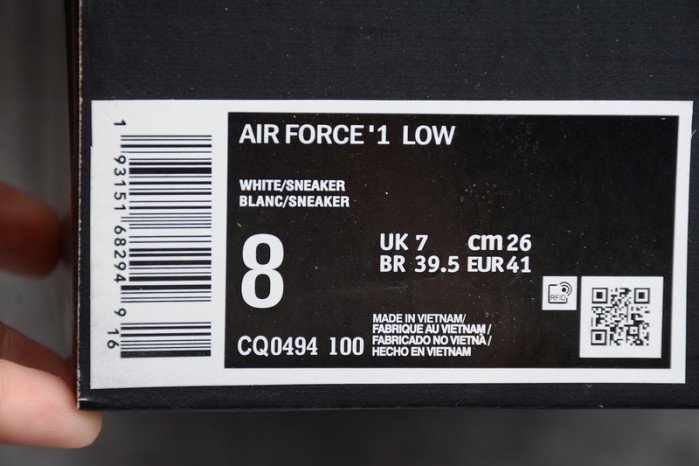 1 93151 68294 9 16
AIR FORCE '1 LOW
WHITE/SNEAKER
BLANC/SNEAKER
8
UK 7 cm 26
BR 39.5 EUR 41
RFID
CQ0494 100
MADE IN VIETNAM/
FABRIQUE AU VIETNAM/
FABRICADO NO VIETNÃ/
HECHO EN VIETNAM